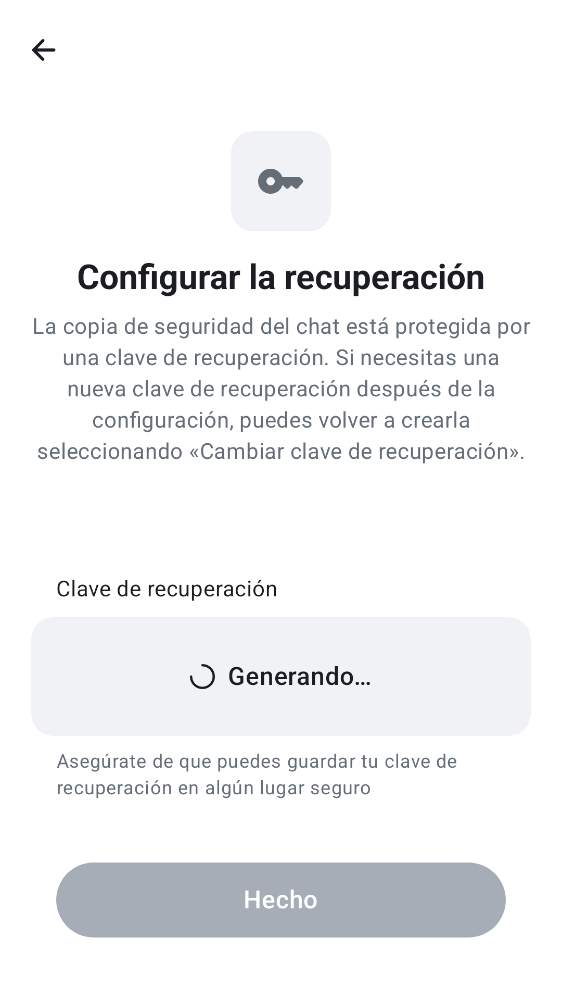 Configurar la recuperación
La copia de seguridad del chat está protegida por
una clave de recuperación. Si necesitas una
nueva clave de recuperación después de la
configuración, puedes volver a crearla
seleccionando «Cambiar clave de recuperación».
Clave de recuperación
Generando…
Asegúrate de que puedes guardar tu clave de
recuperación en algún lugar seguro
Hecho